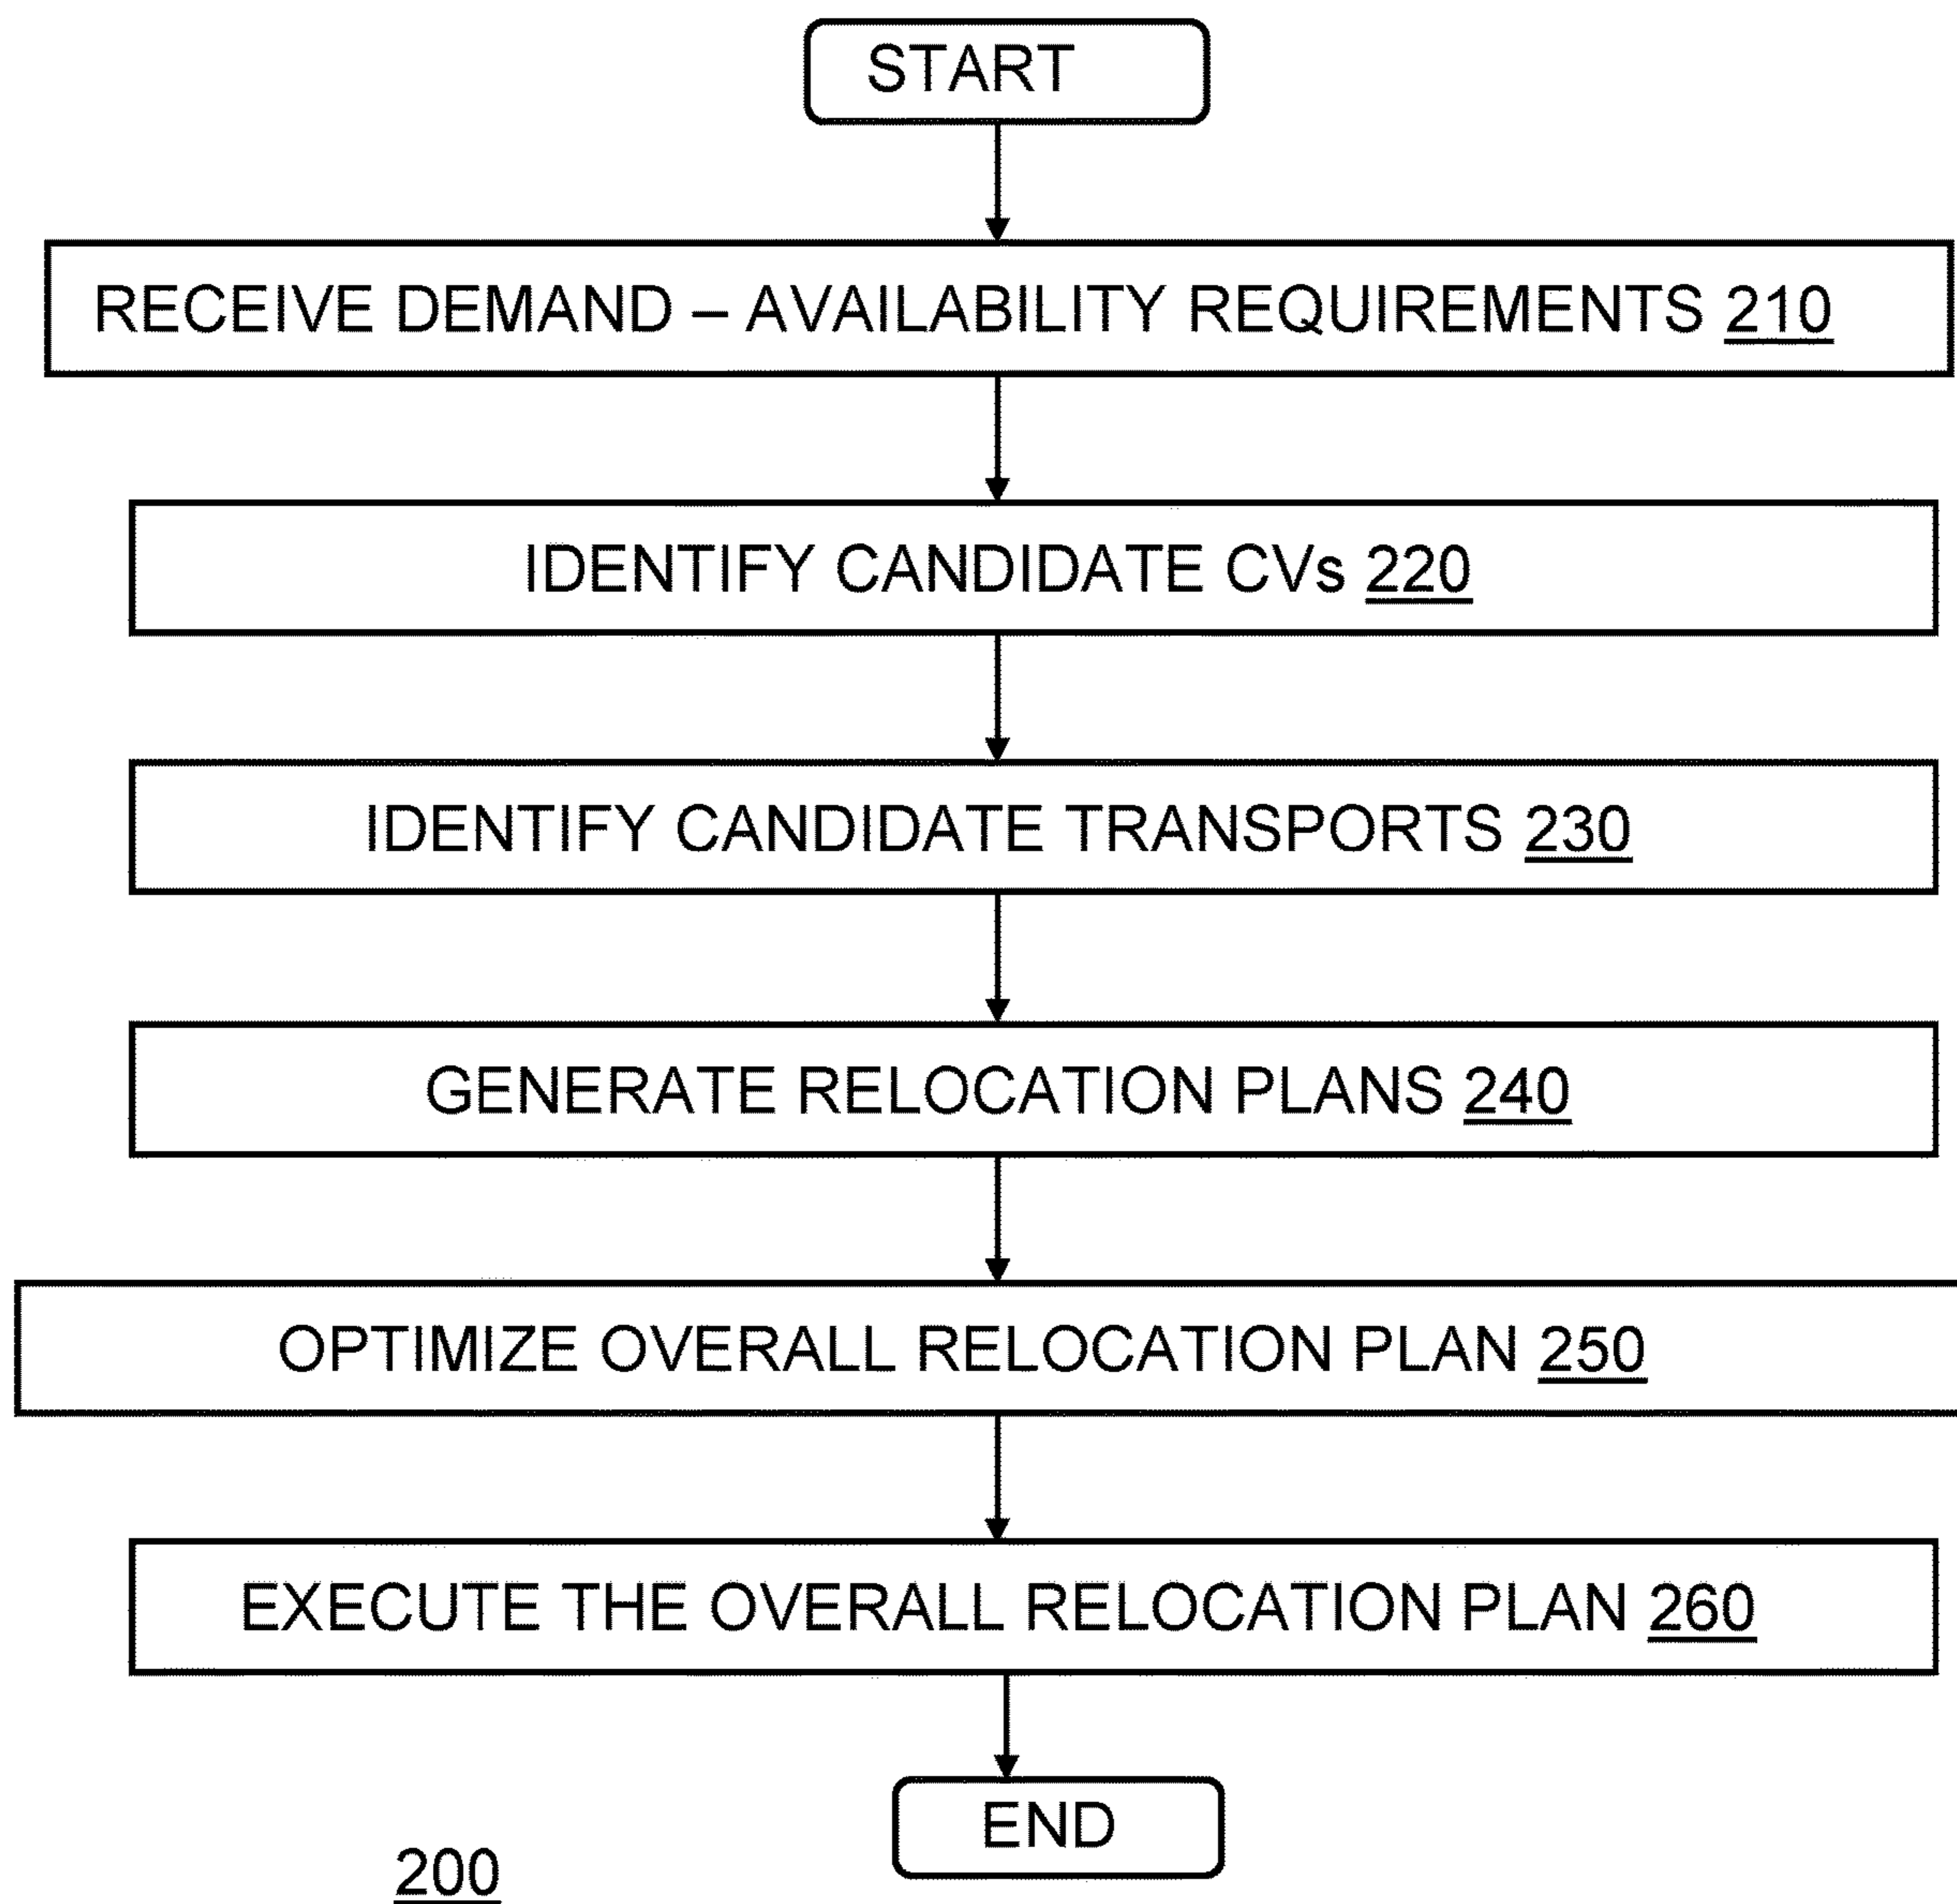 START
RECEIVE DEMAND – AVAILABILITY REQUIREMENTS 210
IDENTIFY CANDIDATE CVs 220
IDENTIFY CANDIDATE TRANSPORTS 230
GENERATE RELOCATION PLANS 240
OPTIMIZE OVERALL RELOCATION PLAN 250
EXECUTE THE OVERALL RELOCATION PLAN 260
END
200